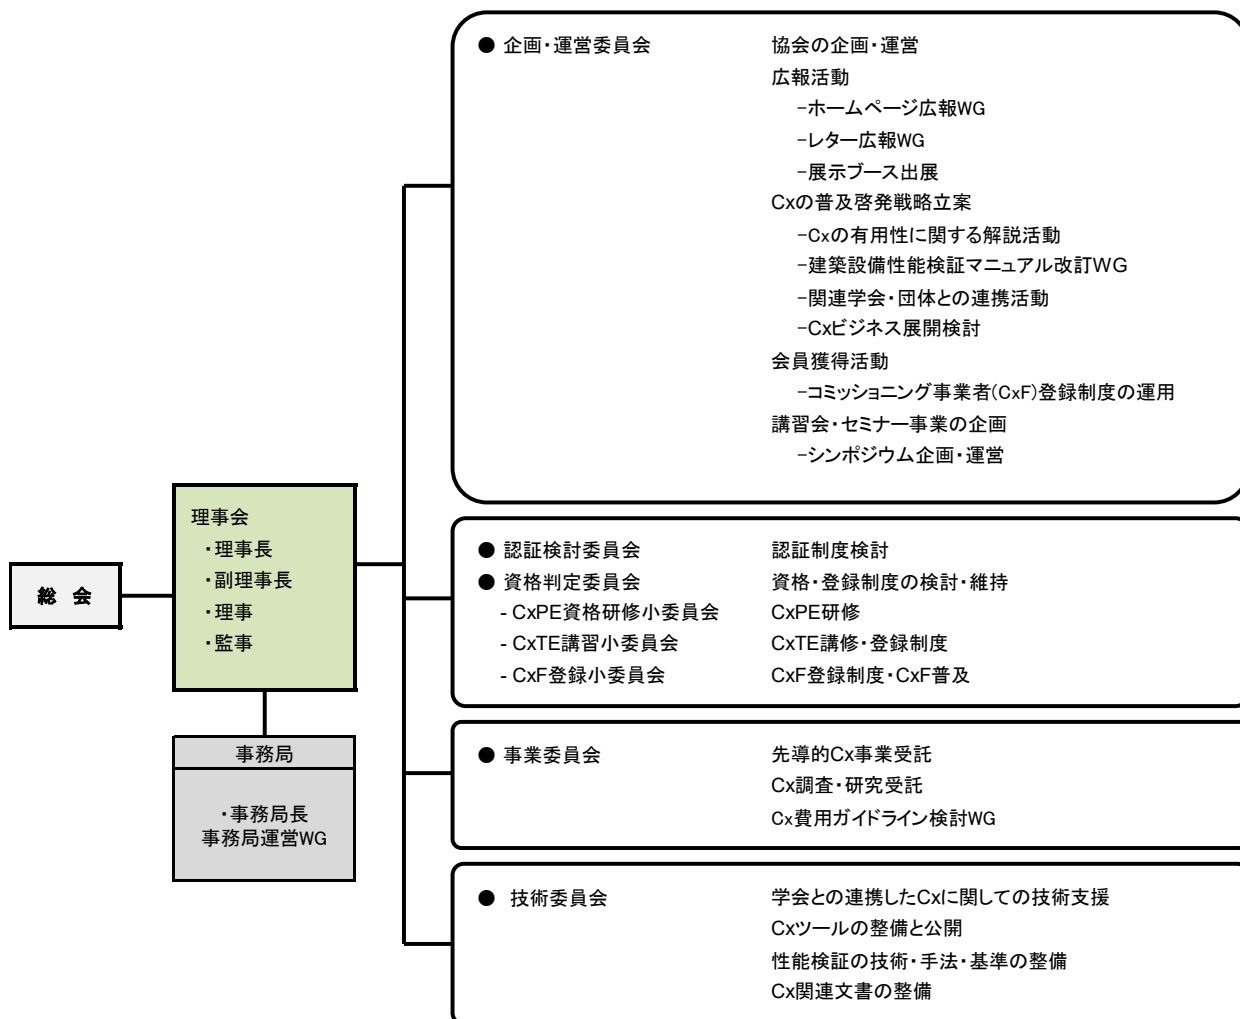 総 会
理事会
・理事長
・副理事長
・理事
・監事
事務局
・事務局長
事務局運営WG
● 企画・運営委員会 協会の企画・運営
広報活動
−ホームページ広報WG
−レター広報WG
−展示ブース出展
Cxの普及啓発戦略立案
−Cxの有用性に関する解説活動
−建築設備性能検証マニュアル改訂WG
−関連学会・団体との連携活動
−Cxビジネス展開検討
会員獲得活動
−コミッショニング事業者(CxF)登録制度の運用
講習会・セミナー事業の企画
−シンポジウム企画・運営
● 認証検討委員会 認証制度検討
● 資格判定委員会 資格・登録制度の検討・維持
- CxPE資格研修小委員会 CxPE研修
- CxTE講習小委員会 CxTE講修・登録制度
- CxF登録小委員会 CxF登録制度・CxF普及
● 事業委員会 先導的Cx事業受託
Cx調査・研究受託
Cx費用ガイドライン検討WG
● 技術委員会 学会との連携したCxに関しての技術支援
Cxツールの整備と公開
性能検証の技術・手法・基準の整備
Cx関連文書の整備